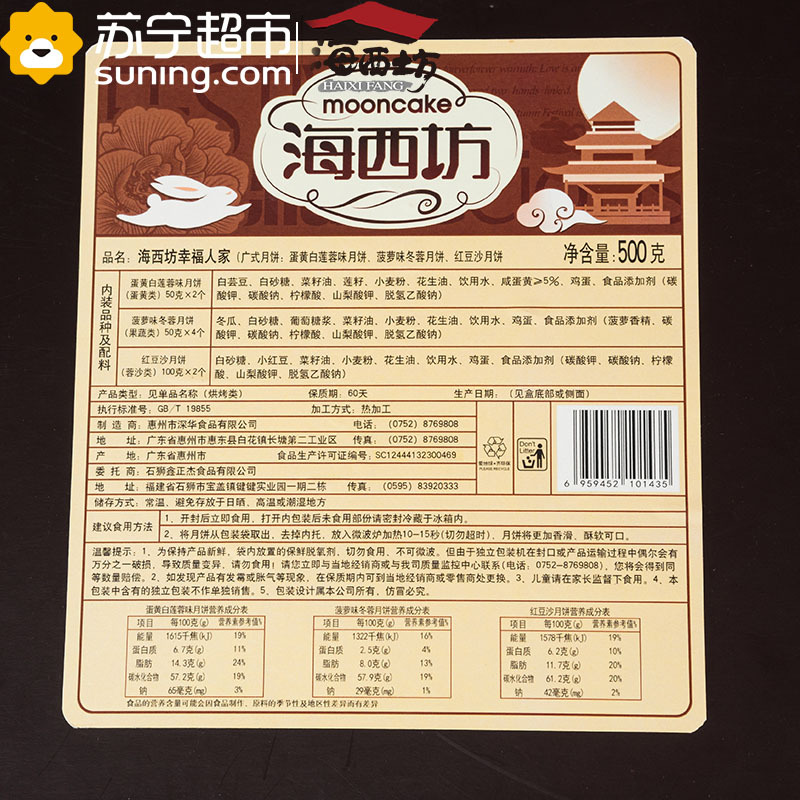 苏宁超市
suning.com
海西坊
HAIXI FANG
mooncake
海西坊
品名：海西坊幸福人家（广式月饼：蛋黄白莲蓉味月饼、菠萝味冬蓉月饼、红豆沙月饼 净含量：500克
内装品种及配料
蛋黄白莲蓉味月饼（蛋黄类）50克×2个
白芸豆、白砂糖、菜籽油、莲籽、小麦粉、花生油、饮用水、咸蛋黄≥5%、鸡蛋、食品添加剂（碳
酸钾、碳酸钠、柠檬酸、山梨酸钾、脱氢乙酸钠）
菠萝味冬蓉月饼（果蔬类）50克×4个
冬瓜、白砂糖、葡萄糖浆、菜籽油、小麦粉、花生油、饮用水、鸡蛋、食品添加剂（菠萝香精、碳
酸钾、碳酸钠、柠檬酸、山梨酸钾、脱氢乙酸钠）
红豆沙月饼（蓉沙类）100克×2个
白砂糖、小红豆、菜籽油、小麦粉、花生油、饮用水、鸡蛋、食品添加剂（碳酸钾、碳酸钠、柠檬
酸、山梨酸钾、脱氢乙酸钠）
产品类型：见单品名称（烘烤类） 保质期：60天 生产日期：（见盒底部或侧面）
执行标准号：GB/T 19855 加工方式：热加工
制 造 商：惠州市深华食品有限公司 电话：（0752）8769808
地 址：广东省惠州市惠东县白花镇长塘第二工业区 传真：（0752）8769808
产 地：广东省惠州市 食品生产许可证编号：SC12444132300469
委 托 商：石狮鑫正杰食品有限公司
地 址：福建省石狮市宝盖镇健健实业园一期二栋 传真：（0595）83920333
PLEASE RECYCLE
Don't Litter
6 959452 101435
储存方式：常温、避免存放于日晒、高温或潮湿地方
建议食用方法
1、开封后立即食用，打开内包装后未食用部份请密封冷藏于冰箱内。
2、将月饼从包装袋取出，去掉内托，放入微波炉加热10-15秒（切勿超时），月饼将更加香滑、酥软可口。
温馨提示：1、为保持产品新鲜，袋内放置的保鲜脱氧剂，切勿食用、不可微波。但由于独立包装机在封口或产品运输过程中偶尔会有
万分之一破损，导致质量变异，请勿食用！请您立即与当地经销商或与我司质量监控中心联系（电话：0752—8769808），您将会得到同
等数量赔偿。2、如发现产品有发霉或胀气等现象，在保质期内可到当地经销商或零售商处更换。3、儿童请在家长监督下食用。4、本
包装中含有的独立包装不作单独销售。5、包装设计属本公司所有，仿冒必究。
蛋黄白莲蓉味月饼营养成分表
项目 每100克(g) 营养素参考值%
能量 1615千焦(kJ) 19%
蛋白质 6.7克(g) 11%
脂肪 14.3克(g) 24%
碳水化合物 57.2克(g) 19%
钠 65毫克(mg) 3%
菠萝味冬蓉月饼营养成分表
项目 每100克(g) 营养素参考值%
能量 1322千焦(kJ) 16%
蛋白质 2.5克(g) 4%
脂肪 8.0克(g) 13%
碳水化合物 57.9克(g) 19%
钠 29毫克(mg) 1%
红豆沙月饼营养成分表
项目 每100克(g) 营养素参考值%
能量 1578千焦(kJ) 19%
蛋白质 6.2克(g) 10%
脂肪 11.7克(g) 20%
碳水化合物 61.2克(g) 20%
钠 42毫克(mg) 2%
食品的营养含量可能会因食品制作、原料的季节性及地区性差异而有差异